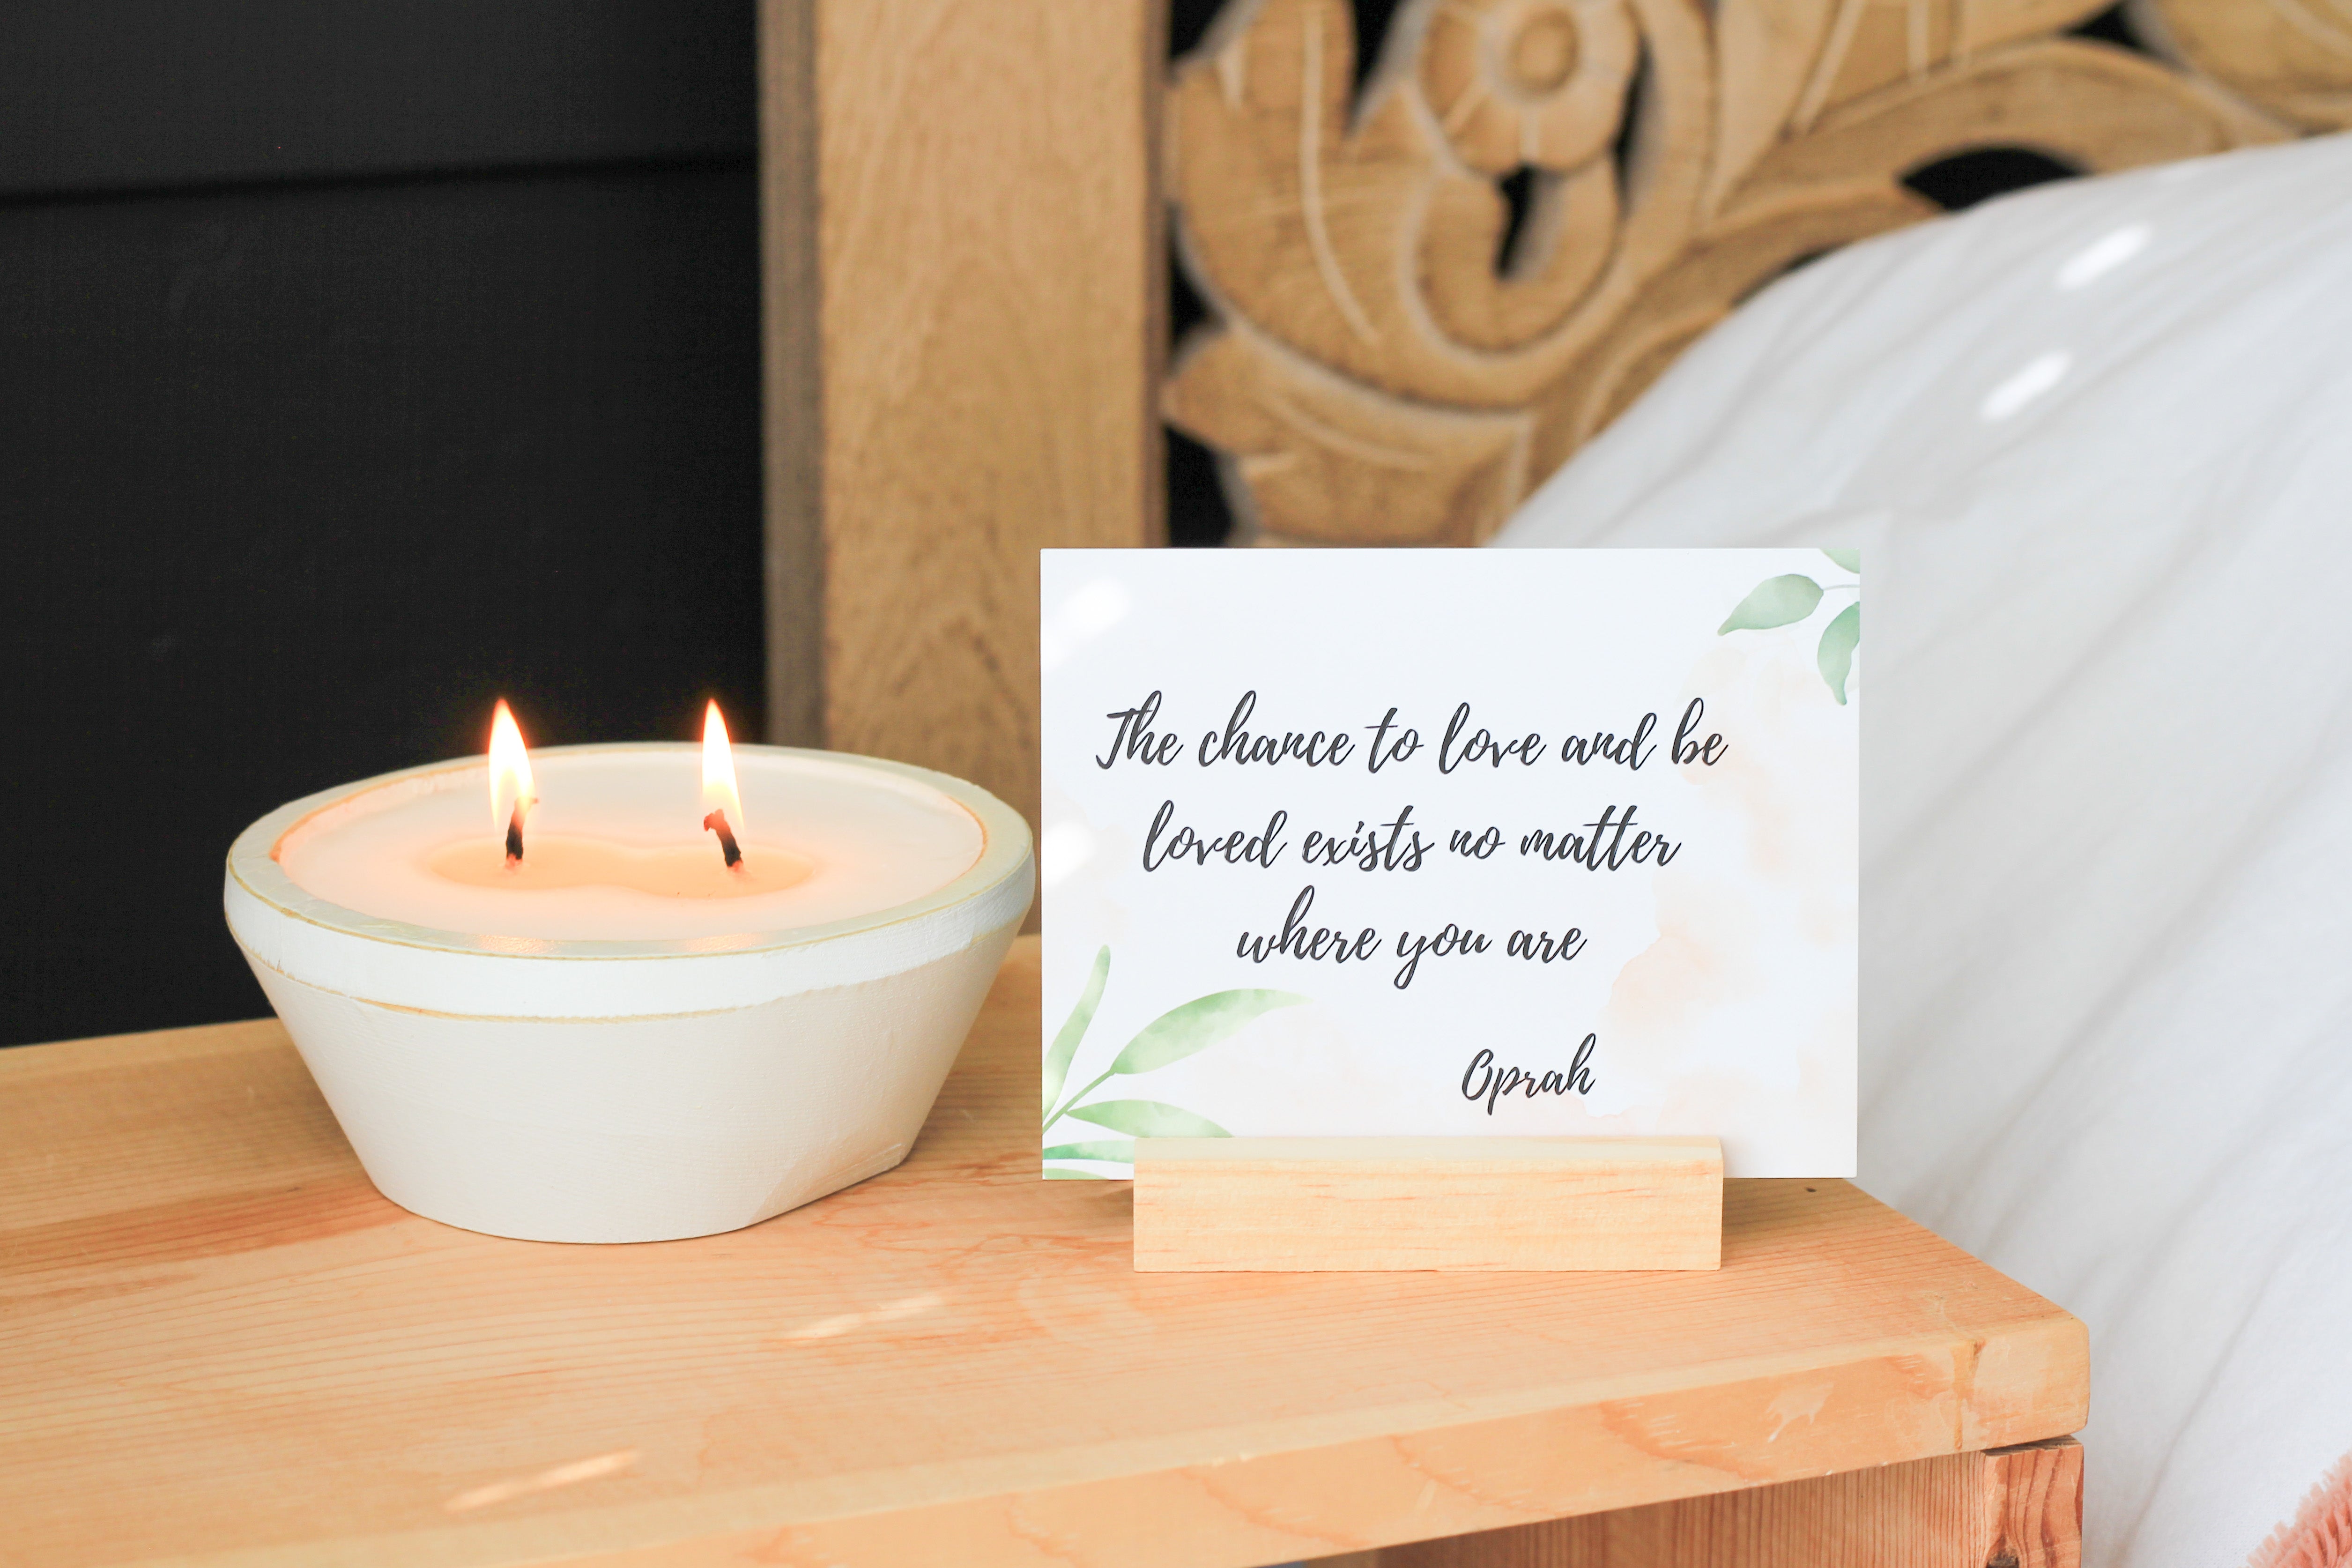 The chance to love and be
loved exists no matter
where you are
Oprah